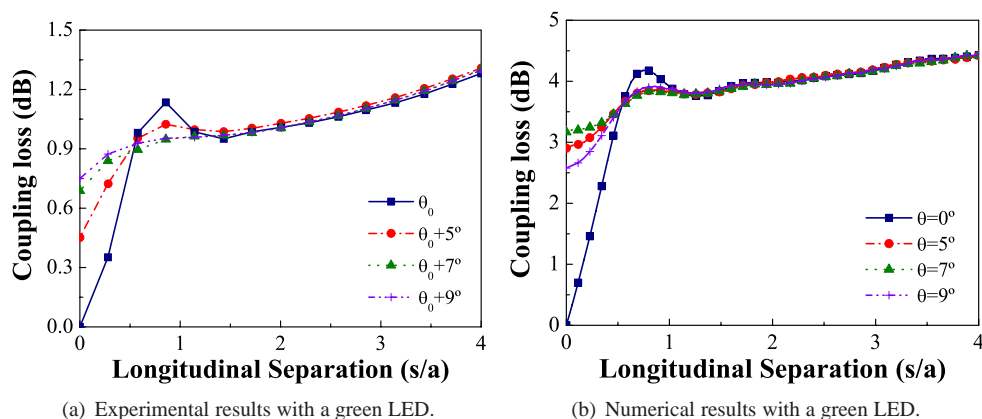 1.5
1.2
0.9
0.6
0.3
0.0
Coupling loss (dB)
θ0
θ0+5º
θ0+7º
θ0+9º
0 1 2 3 4
Longitudinal Separation (s/a)
(a) Experimental results with a green LED.
6
5
4
3
2
1
0
Coupling loss (dB)
θ=0º
θ=5º
θ=7º
θ=9º
0 1 2 3 4
Longitudinal Separation (s/a)
(b) Numerical results with a green LED.